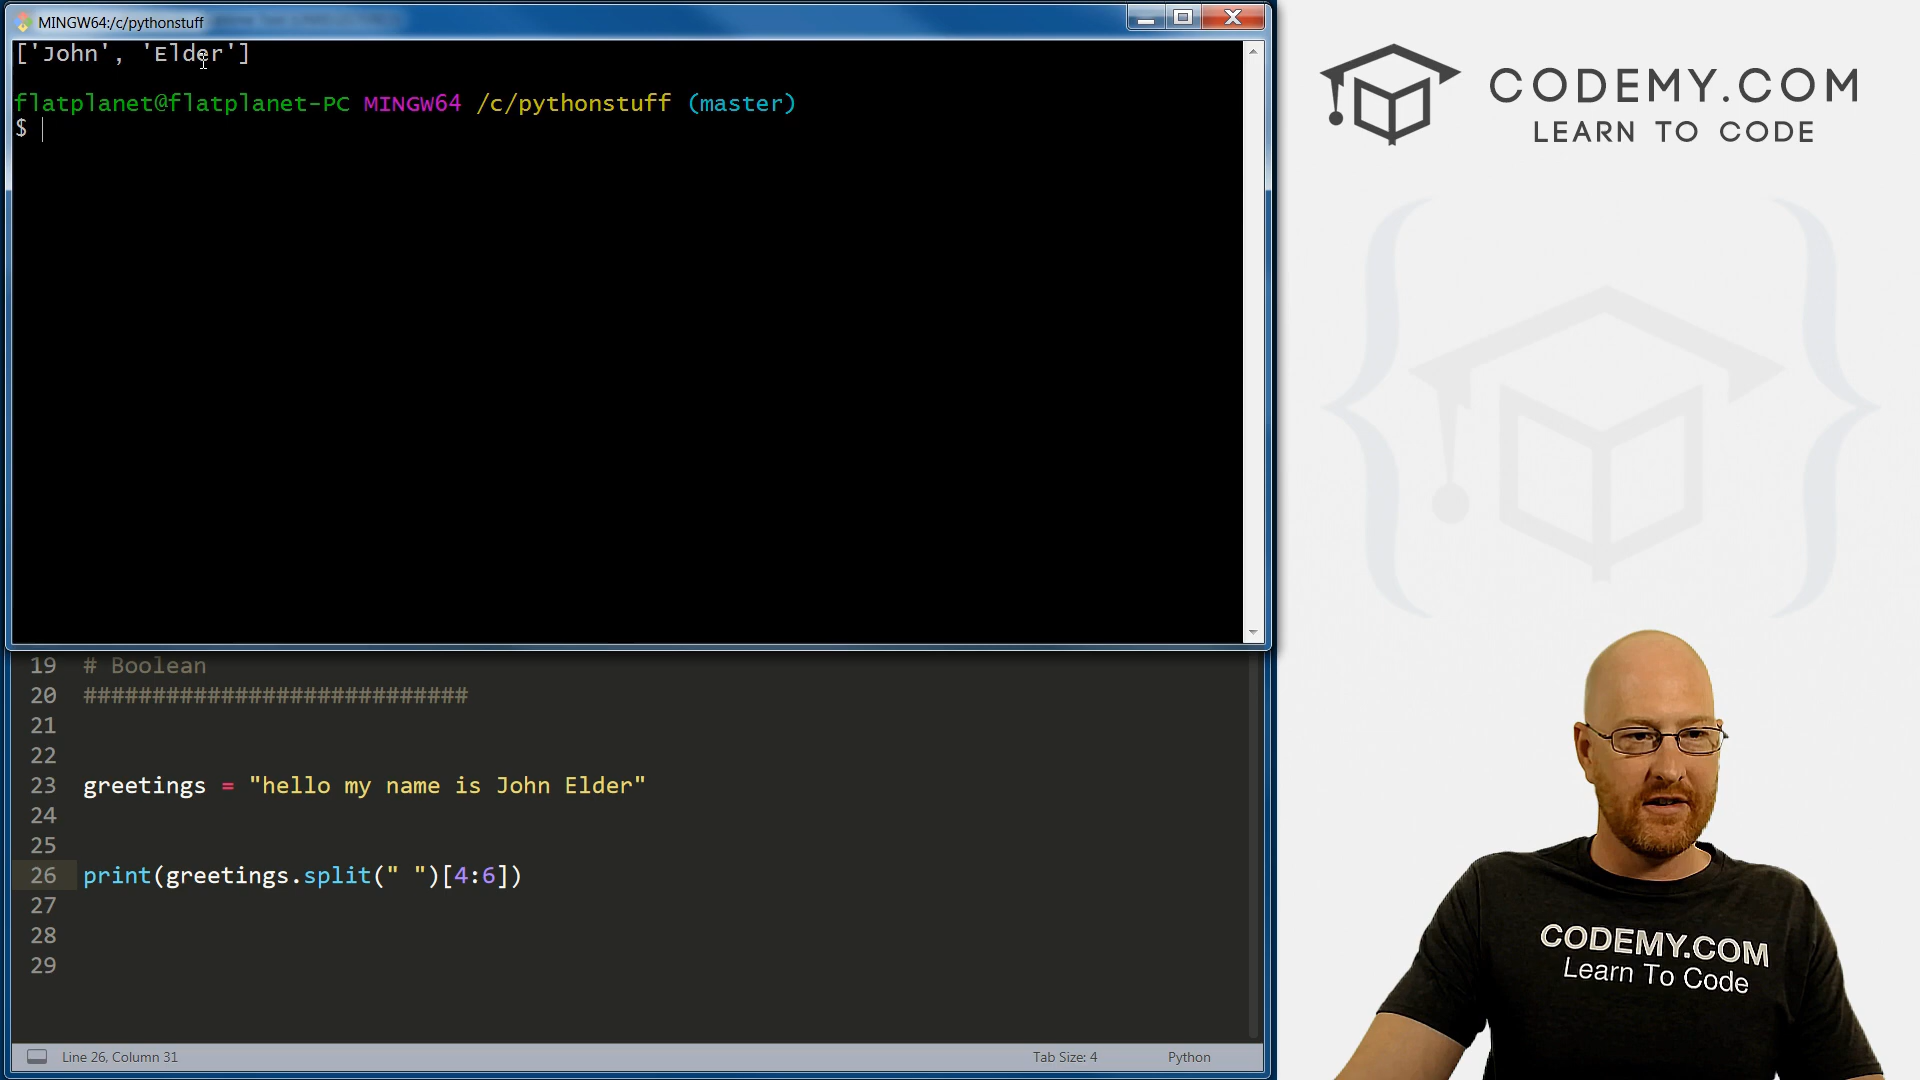 MINGW64:/c/pythonstuff
['John', 'Elder']
flatplanet@flatplanet-PC MINGW64 /c/pythonstuff (master)
$
19 # Boolean
20 ############################
21
22
23 greetings = "hello my name is John Elder"
24
25
26 print(greetings.split(" ")[4:6])
27
28
29
Line 26, Column 31
Tab Size: 4
Python
CODEMY.COM
LEARN TO CODE
CODEMY.COM
Learn To Code